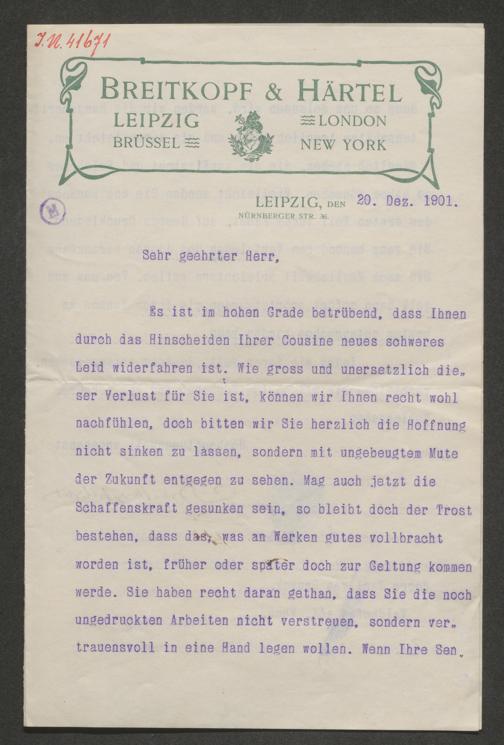 J.N. 41671
BREITKOPF & HÄRTEL
LEIPZIG LONDON
BRÜSSEL NEW YORK
LEIPZIG, DEN 20. Dez. 1901.
NÜRNBERGER STR. 36.
Sehr geehrter Herr,
Es ist im hohen Grade betrübend, dass Ihnen
durch das Hinscheiden Ihrer Cousine neues schweres
Leid widerfahren ist. Wie gross und unersetzlich die„
ser Verlust für Sie ist, können wir Ihnen recht wohl
nachfühlen, doch bitten wir Sie herzlich die Hoffnung
nicht sinken zu lassen, sondern mit ungebeugtem Mute
der Zukunft entgegen zu sehen. Mag auch jetzt die
Schaffenskraft gesunken sein, so bleibt doch der Trost
bestehen, dass das, was an Werken gutes vollbracht
worden ist, früher oder später doch zur Geltung kommen
werde. Sie haben recht daran gethan, dass Sie die noch
ungedruckten Arbeiten nicht verstreuen, sondern ver„
trauensvoll in eine Hand legen wollen. Wenn Ihre Sen„